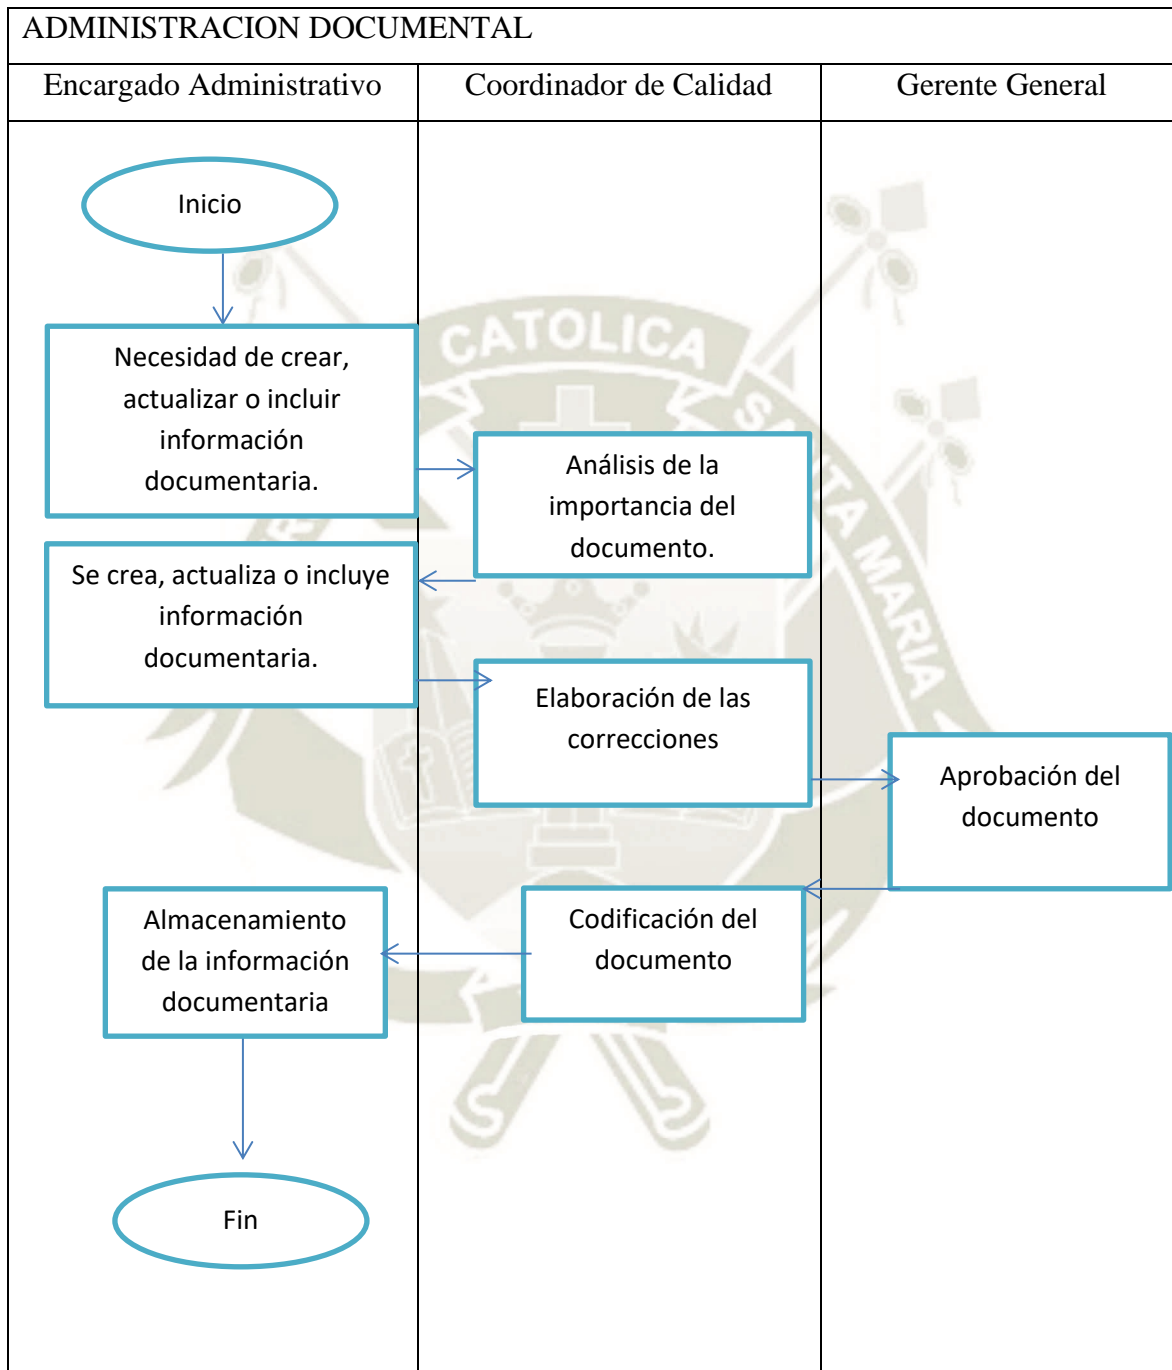 ADMINISTRACION DOCUMENTAL
Encargado Administrativo
Coordinador de Calidad
Gerente General
Inicio
CATOLICA
SANTA MARIA
Necesidad de crear,
actualizar o incluir
información
documentaria.
Análisis de la
importancia del
documento.
Se crea, actualiza o incluye
información
documentaria.
Elaboración de las
correcciones
Aprobación del
documento
Codificación del
documento
Almacenamiento
de la información
documentaria
Fin